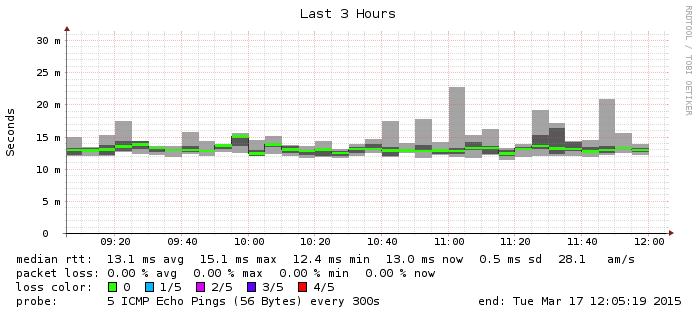 Last 3 Hours
RRDTOOL / TOBI OETIKER
Seconds
30 m
25 m
20 m
15 m
10 m
5 m
0
09:20 09:40 10:00 10:20 10:40 11:00 11:20 11:40 12:00
median rtt: 13.1 ms avg 15.1 ms max 12.4 ms min 13.0 ms now 0.5 ms sd 28.1 am/s
packet loss: 0.00 % avg 0.00 % max 0.00 % min 0.00 % now
loss color: 0 1/5 2/5 3/5 4/5
probe: 5 ICMP Echo Pings (56 Bytes) every 300s end: Tue Mar 17 12:05:19 2015